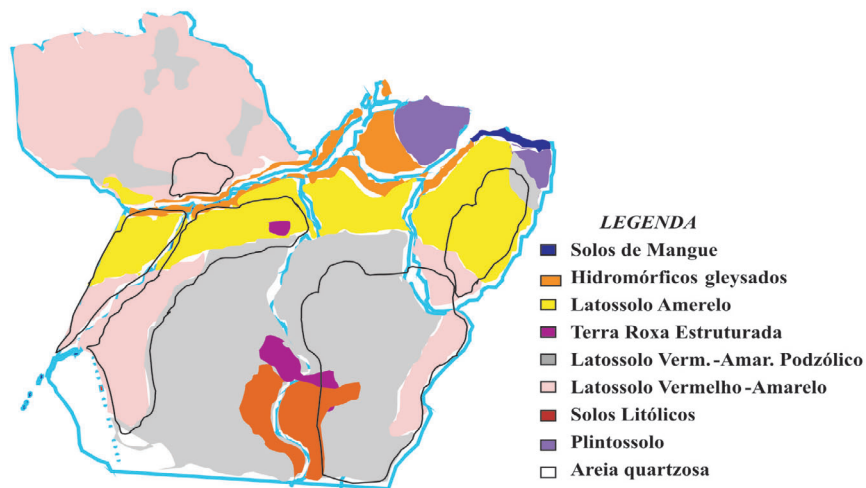 LEGENDA
Solos de Mangue
Hidromórficos gleysados
Latossolo Amerelo
Terra Roxa Estruturada
Latossolo Verm.-Amar. Podzólico
Latossolo Vermelho-Amarelo
Solos Litólicos
Plintossolo
Areia quartzosa